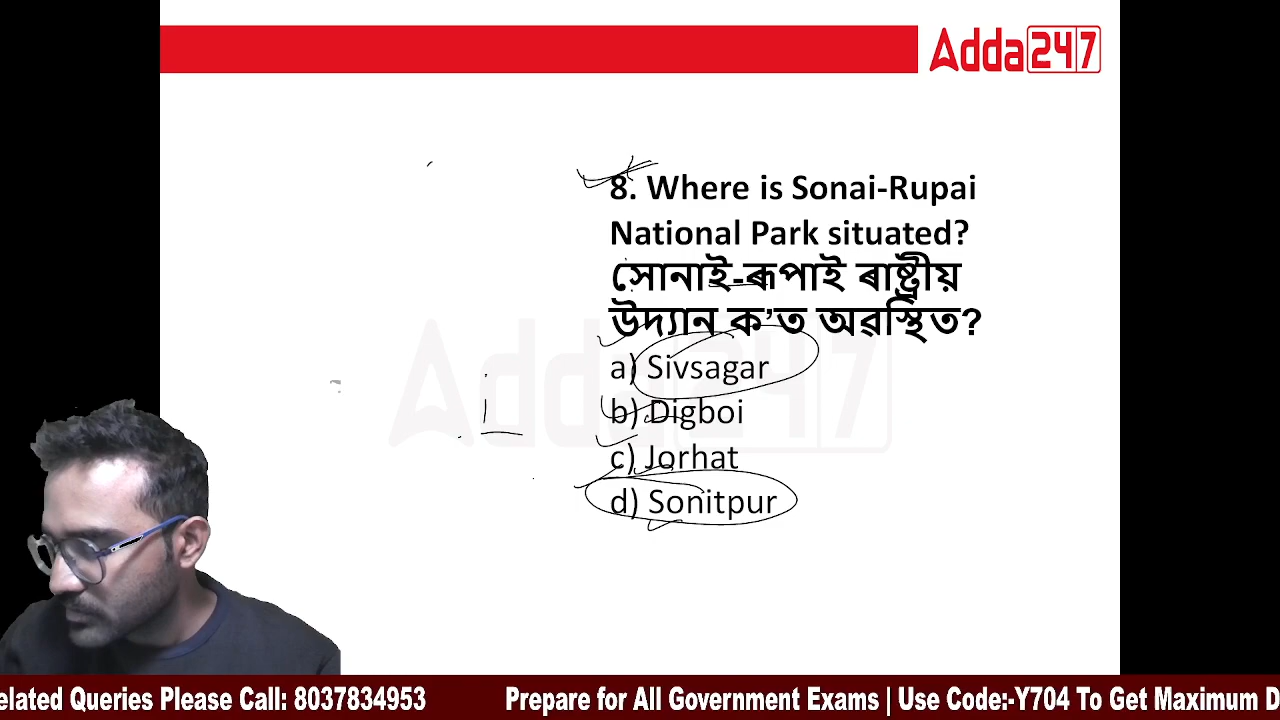 Adda247
8. Where is Sonai-Rupai
National Park situated?
সোনাই-ৰূপাই ৰাষ্ট্ৰীয়
উদ্যান ক'ত অৱস্থিত?
a) Sivsagar
b) Digboi
c) Jorhat
d) Sonitpur
Adda247
elated Queries Please Call: 8037834953 Prepare for All Government Exams | Use Code:-Y704 To Get Maximum D